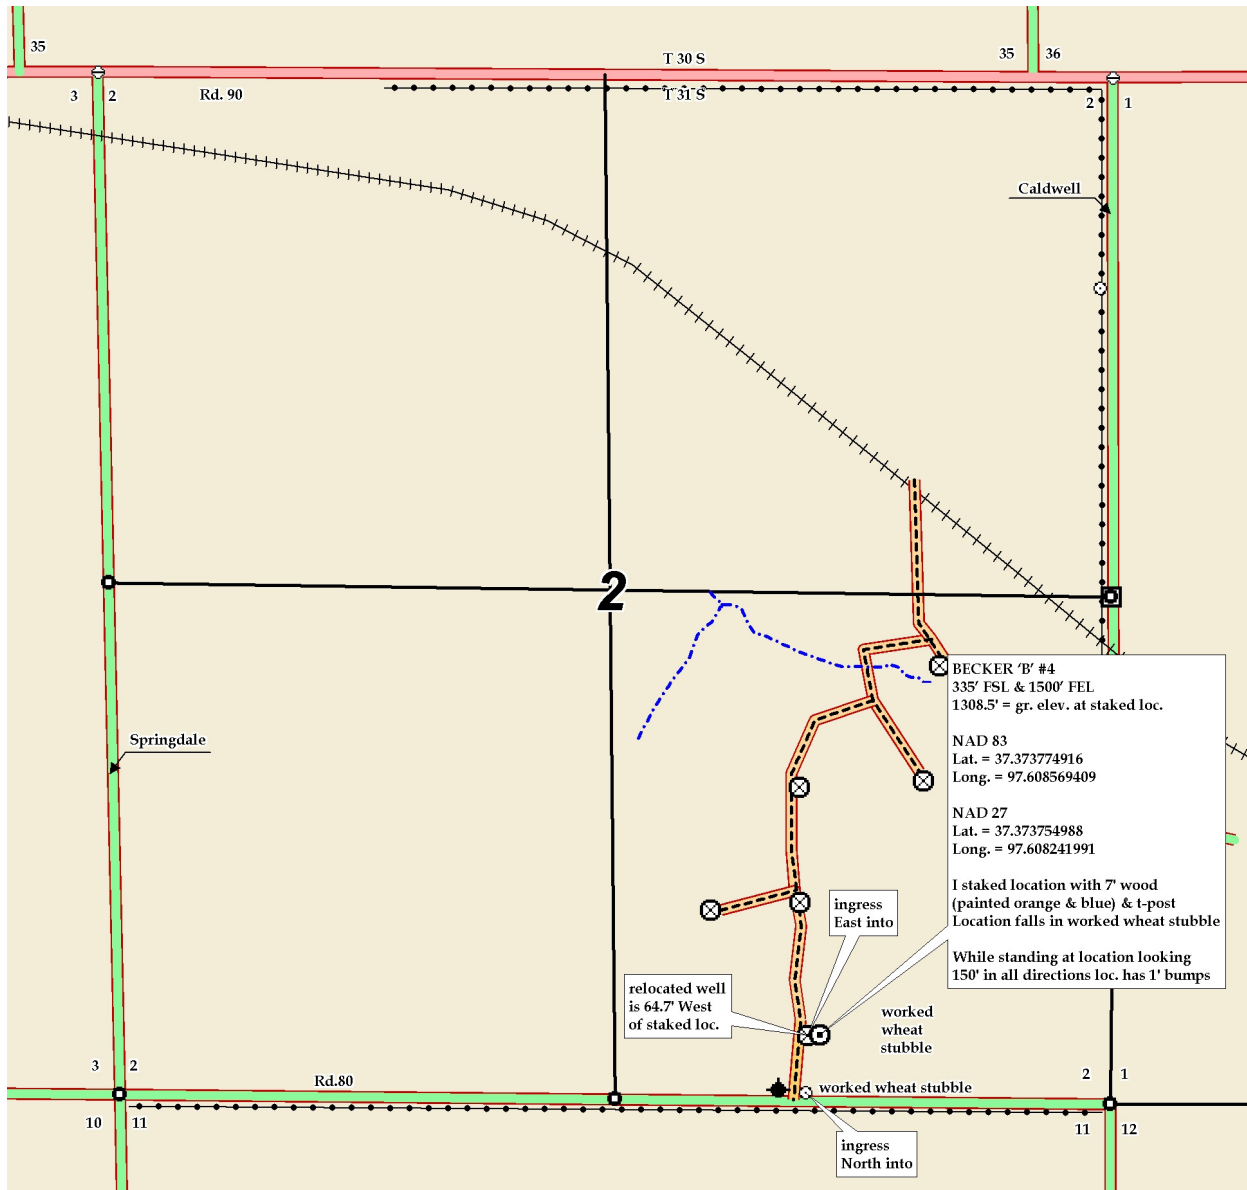 35
T 30 S
35
36
3
2
Rd. 90
T 31 S
2
1
Caldwell
2
Springdale
BECKER 'B' #4
335' FSL & 1500' FEL
1308.5' = gr. elev. at staked loc.
NAD 83
Lat. = 37.373774916
Long. = 97.608569409
NAD 27
Lat. = 37.373754988
Long. = 97.608241991
I staked location with 7' wood
(painted orange & blue) & t-post
Location falls in worked wheat stubble
While standing at location looking
150' in all directions loc. has 1' bumps
ingress
East into
relocated well
is 64.7' West
of staked loc.
worked
wheat
stubble
3
2
Rd.80
worked wheat stubble
2
1
10
11
11
12
ingress
North into